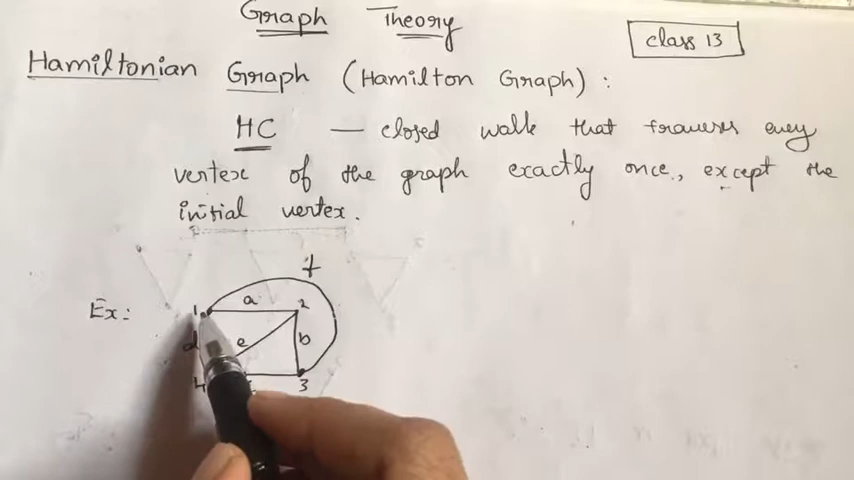 Graph Theory
class 13
Hamiltonian Graph (Hamilton Graph) :
HC — closed walk that travers every
vertex of the graph exactly once, except the
initial vertex.
f
Ex: 1 a 2
d e b
4 3